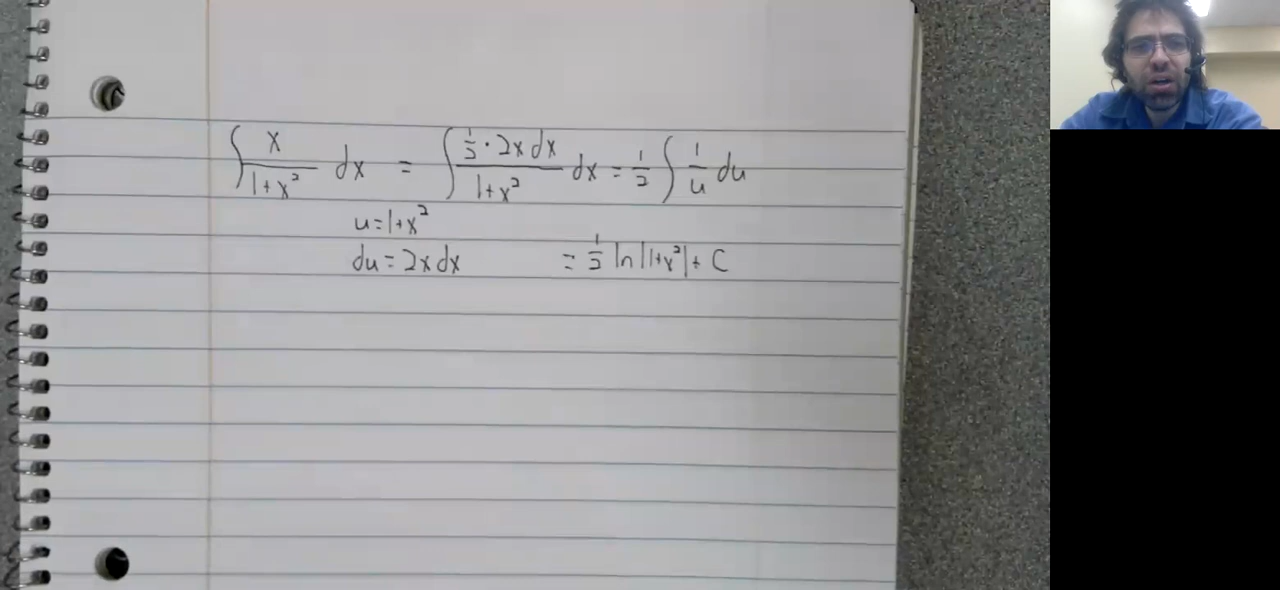 ∫ x/(1+x²) dx = ∫ (1/2 · 2x dx)/(1+x²) dx = 1/2 ∫ 1/u du
u = 1+x²
du = 2x dx = 1/2 ln|1+x²| + C